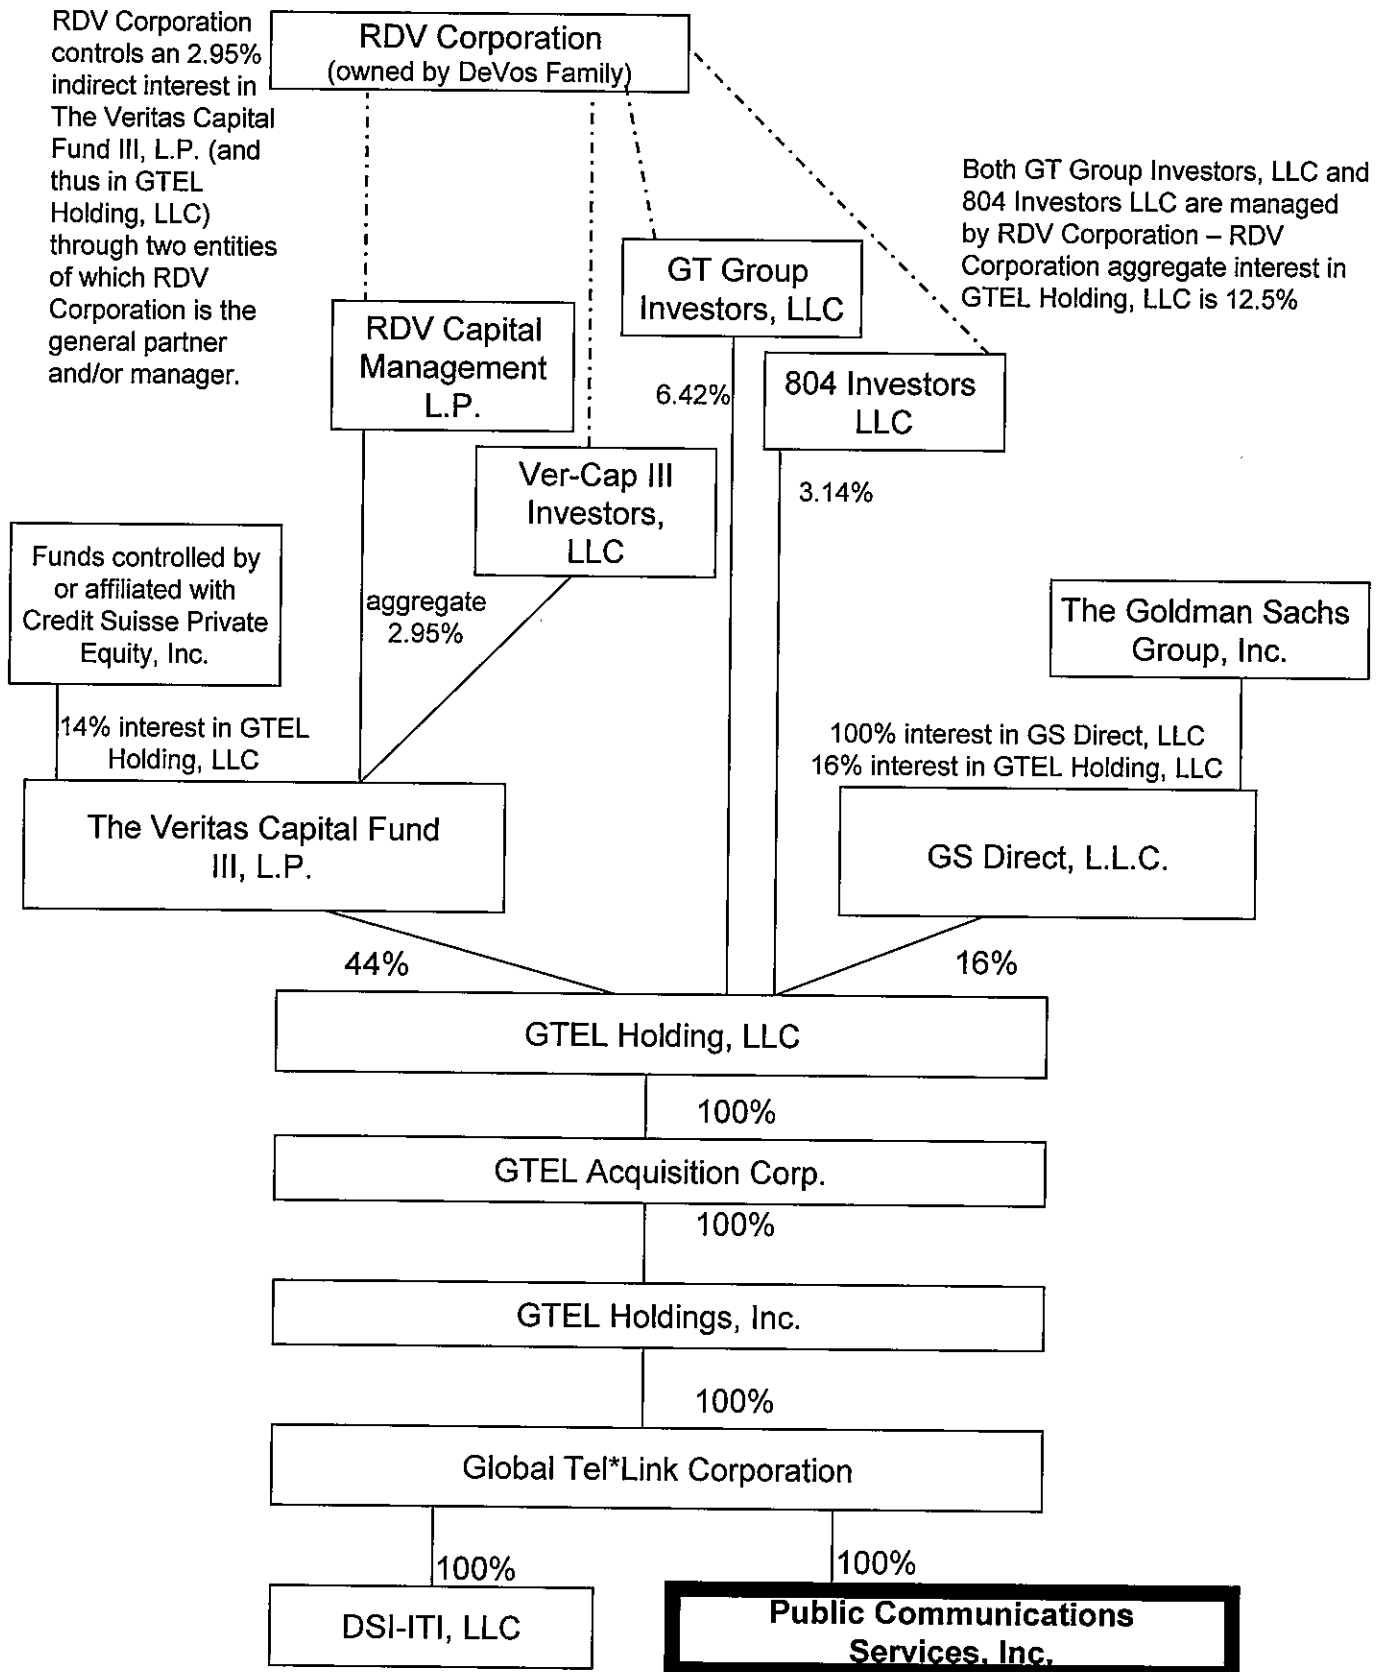 RDV Corporation
controls an 2.95%
indirect interest in
The Veritas Capital
Fund III, L.P. (and
thus in GTEL
Holding, LLC)
through two entities
of which RDV
Corporation is the
general partner
and/or manager.
RDV Corporation
(owned by DeVos Family)
Both GT Group Investors, LLC and
804 Investors LLC are managed
by RDV Corporation – RDV
Corporation aggregate interest in
GTEL Holding, LLC is 12.5%
GT Group
Investors, LLC
RDV Capital
Management
L.P.
6.42%
804 Investors
LLC
Ver-Cap III
Investors,
LLC
3.14%
Funds controlled by
or affiliated with
Credit Suisse Private
Equity, Inc.
aggregate
2.95%
The Goldman Sachs
Group, Inc.
14% interest in GTEL
Holding, LLC
100% interest in GS Direct, LLC
16% interest in GTEL Holding, LLC
The Veritas Capital Fund
III, L.P.
GS Direct, L.L.C.
44%
16%
GTEL Holding, LLC
100%
GTEL Acquisition Corp.
100%
GTEL Holdings, Inc.
100%
Global Tel*Link Corporation
100%
100%
DSI-ITI, LLC
Public Communications
Services, Inc.